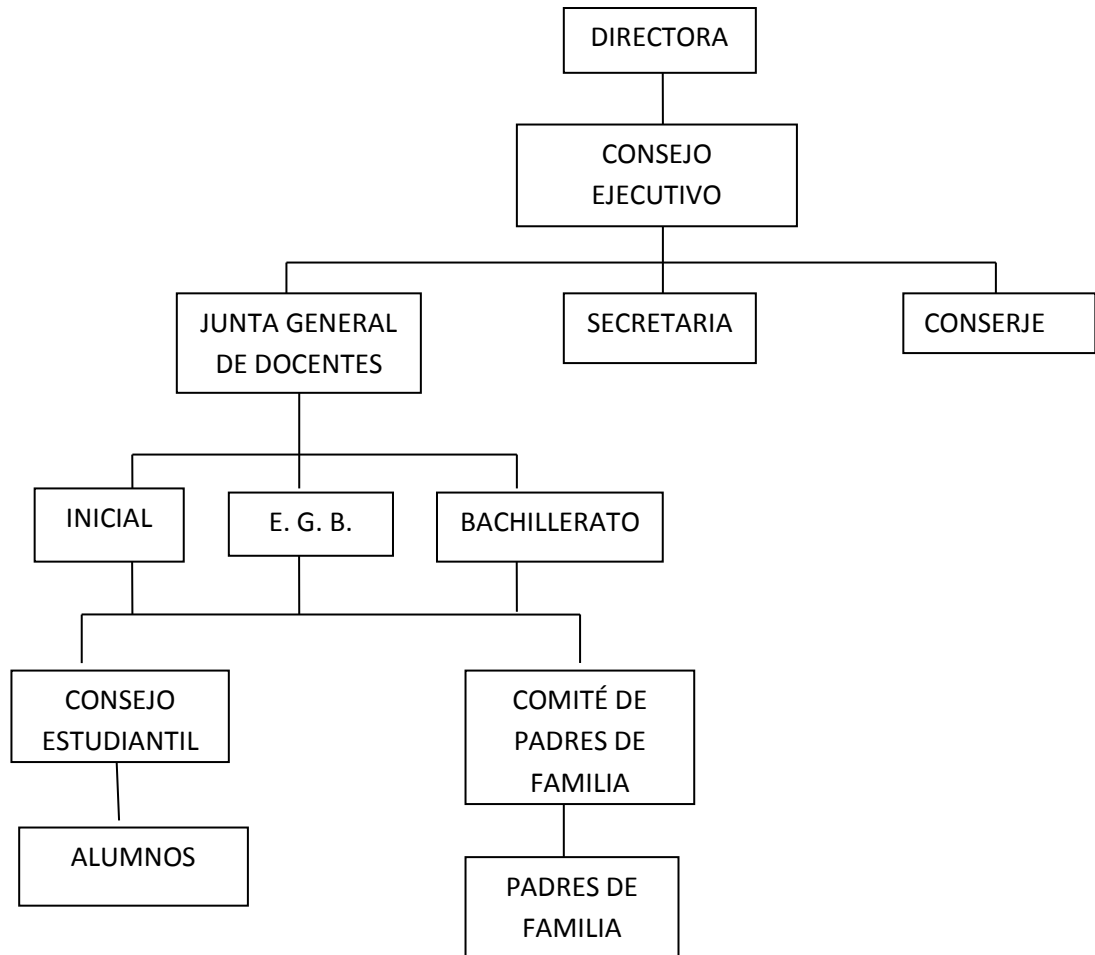 DIRECTORA
CONSEJO
EJECUTIVO
JUNTA GENERAL
DE DOCENTES
SECRETARIA
CONSERJE
INICIAL
E. G. B.
BACHILLERATO
CONSEJO
ESTUDIANTIL
COMITÉ DE
PADRES DE
FAMILIA
ALUMNOS
PADRES DE
FAMILIA